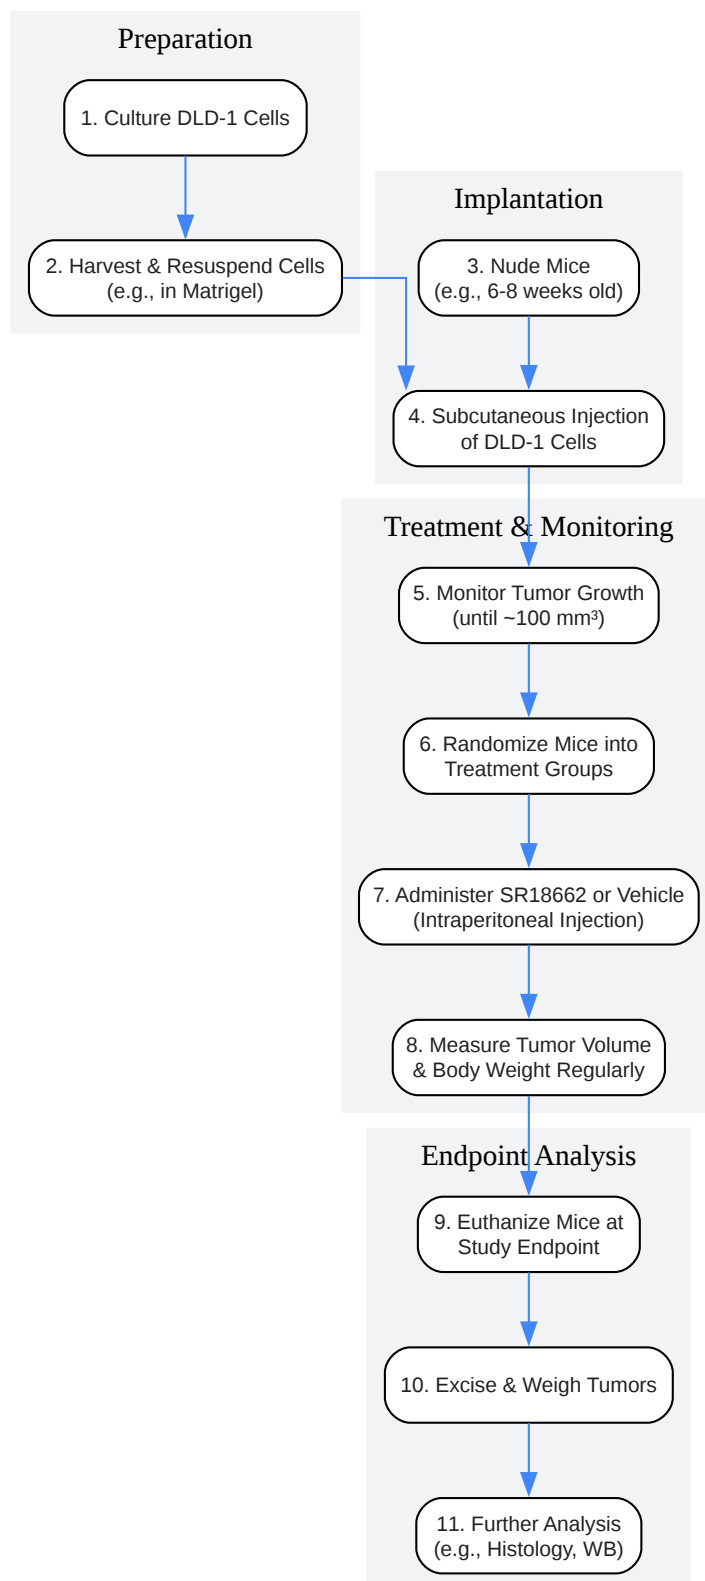 Preparation
1. Culture DLD-1 Cells
2. Harvest & Resuspend Cells
(e.g., in Matrigel)
Implantation
3. Nude Mice
(e.g., 6-8 weeks old)
4. Subcutaneous Injection
of DLD-1 Cells
Treatment & Monitoring
5. Monitor Tumor Growth
(until ~100 mm³)
6. Randomize Mice into
Treatment Groups
7. Administer SR18662 or Vehicle
(Intraperitoneal Injection)
8. Measure Tumor Volume
& Body Weight Regularly
Endpoint Analysis
9. Euthanize Mice at
Study Endpoint
10. Excise & Weigh Tumors
11. Further Analysis
(e.g., Histology, WB)